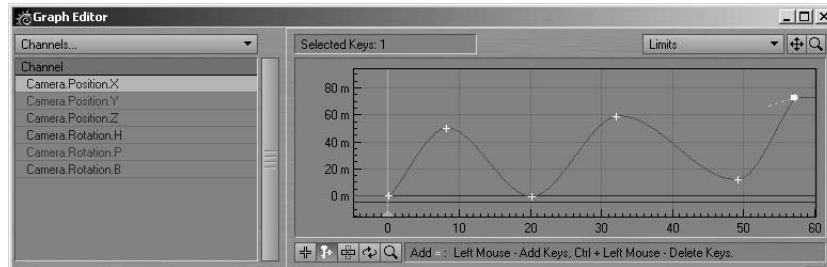 Graph Editor
Channels...
Selected Keys: 1
Limits
Channel
Camera.Position.X
Camera.Position.Y
Camera.Position.Z
Camera.Rotation.H
Camera.Rotation.P
Camera.Rotation.B
80 m
60 m
40 m
20 m
0 m
0 10 20 30 40 50 60
Add = : Left Mouse - Add Keys, Ctrl + Left Mouse - Delete Keys.